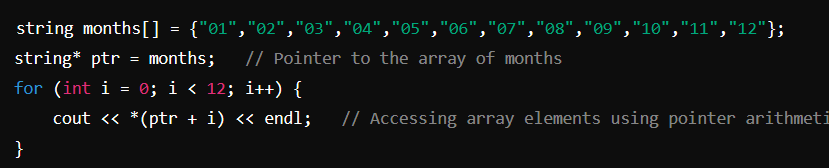 string months[] = {"01","02","03","04","05","06","07","08","09","10","11","12"};
string* ptr = months;   // Pointer to the array of months
for (int i = 0; i < 12; i++) {
    cout << *(ptr + i) << endl;   // Accessing array elements using pointer arithmeti
}